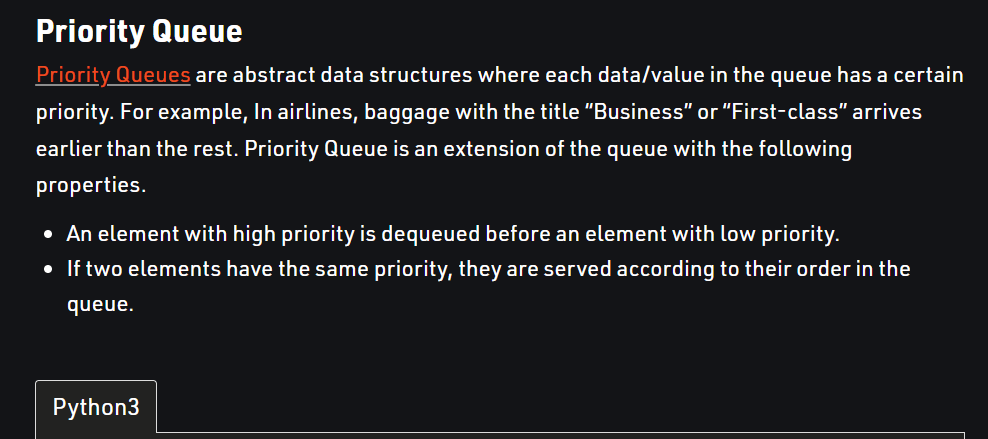 Priority Queue
Priority Queues are abstract data structures where each data/value in the queue has a certain
priority. For example, In airlines, baggage with the title “Business” or “First-class” arrives
earlier than the rest. Priority Queue is an extension of the queue with the following
properties.
• An element with high priority is dequeued before an element with low priority.
• If two elements have the same priority, they are served according to their order in the
queue.
Python3